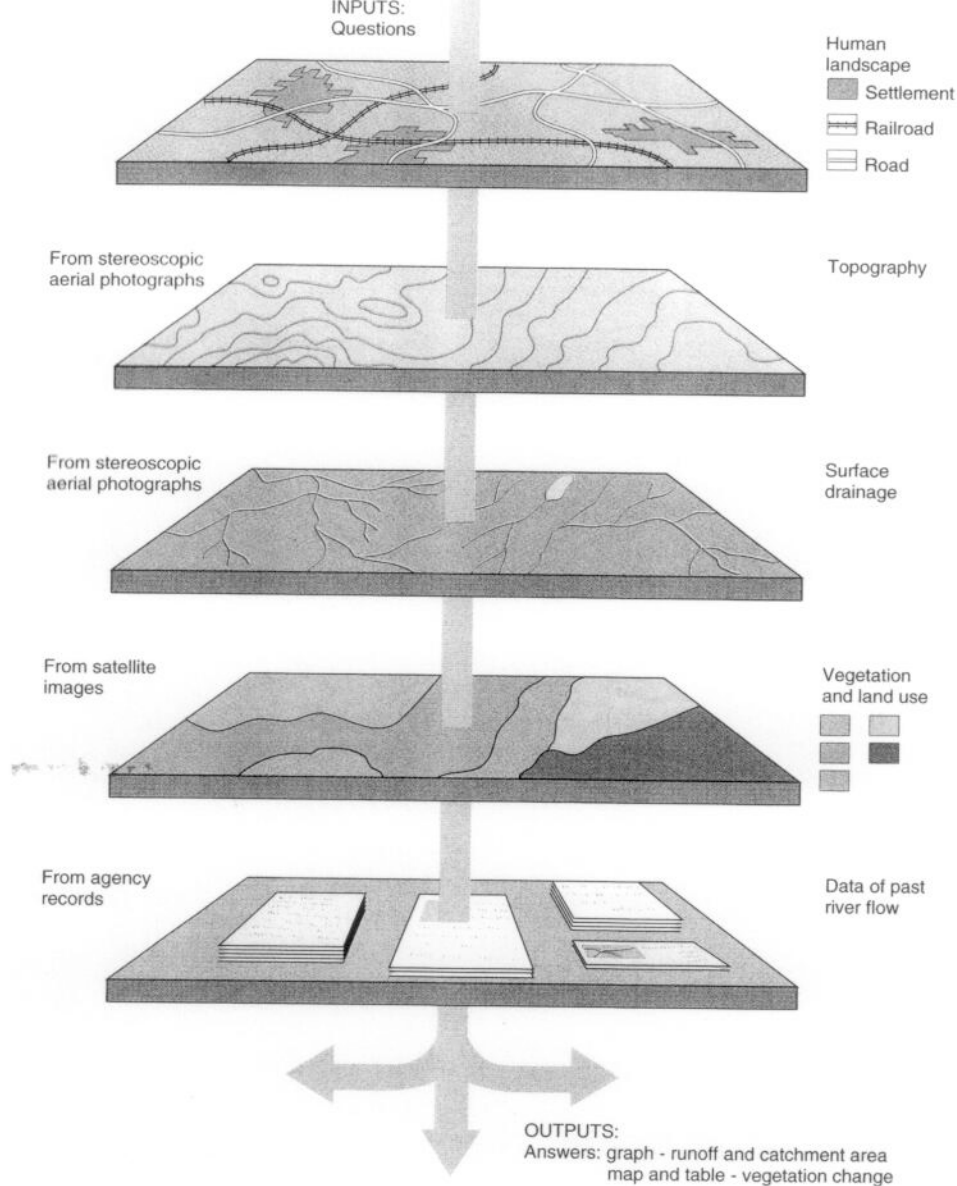 INPUTS:
Questions
Human
landscape
Settlement
Railroad
Road
From stereoscopic
aerial photographs
Topography
From stereoscopic
aerial photographs
Surface
drainage
From satellite
images
Vegetation
and land use
From agency
records
Data of past
river flow
OUTPUTS:
Answers: graph - runoff and catchment area
map and table - vegetation change